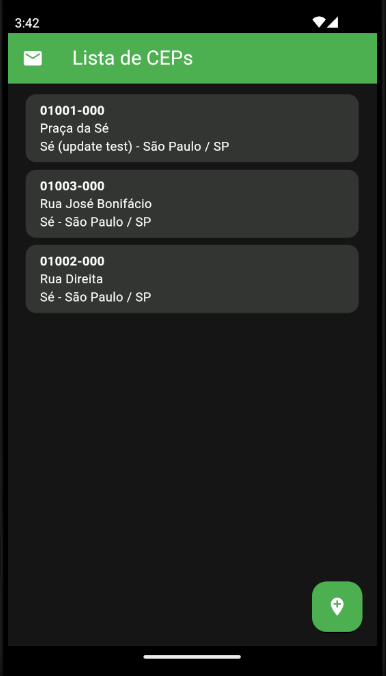 3:42
Lista de CEPs
01001-000
Praça da Sé
Sé (update test) - São Paulo / SP
01003-000
Rua José Bonifácio
Sé - São Paulo / SP
01002-000
Rua Direita
Sé - São Paulo / SP